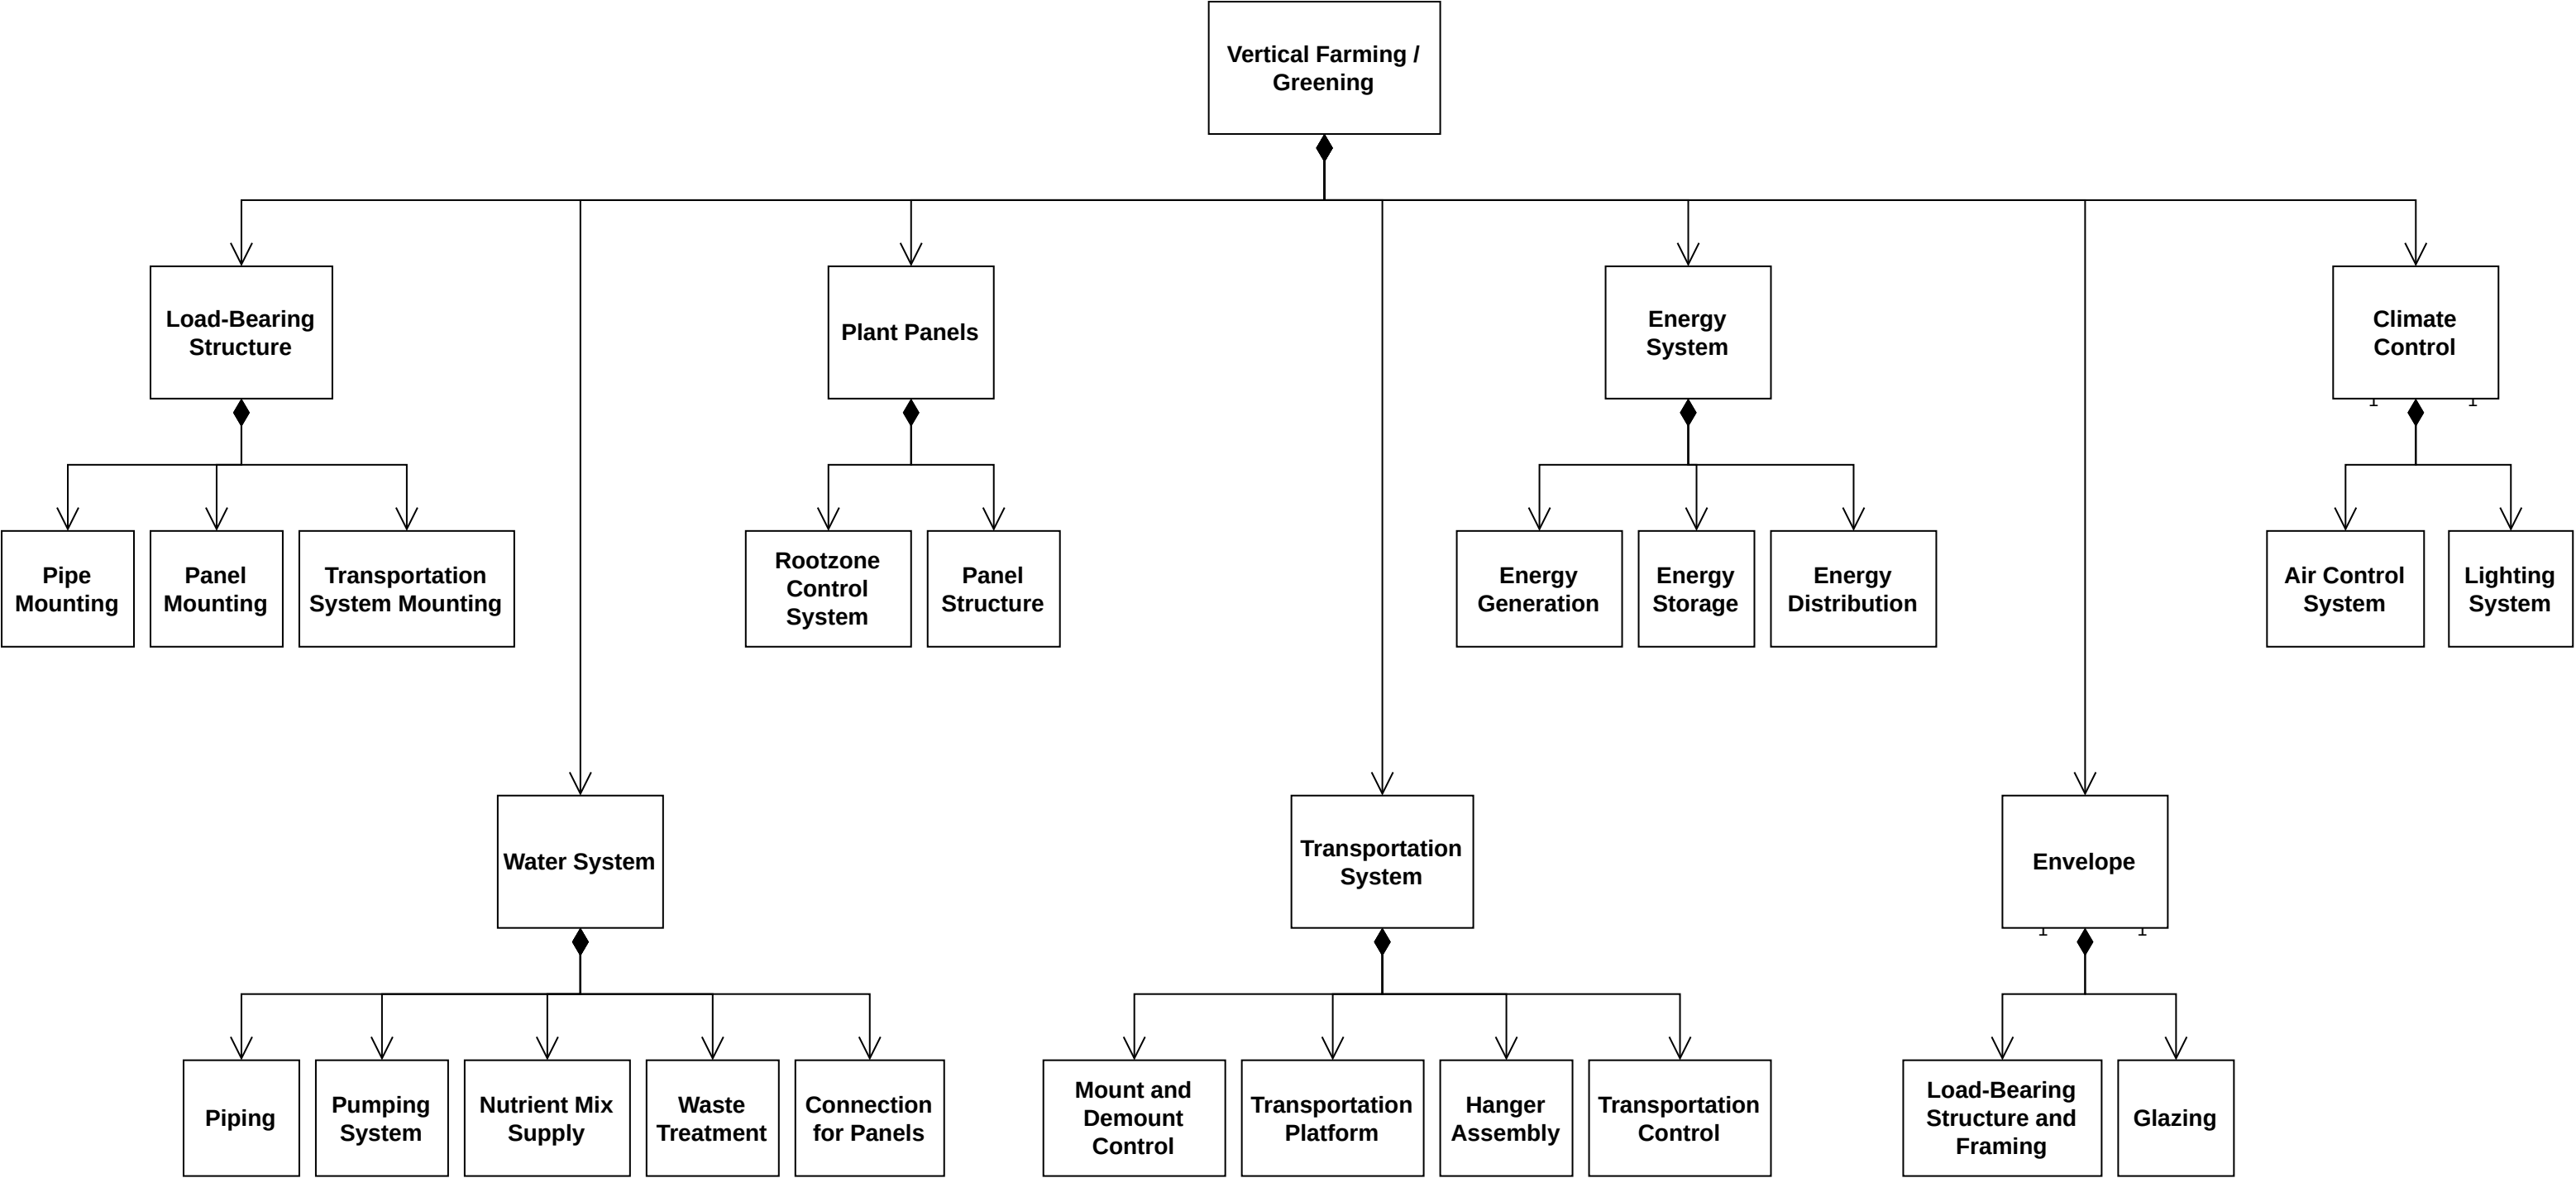 Vertical Farming /
Greening
Load-Bearing
Structure
Plant Panels
Energy
System
Climate
Control
Pipe
Mounting
Panel
Mounting
Transportation
System Mounting
Rootzone
Control
System
Panel
Structure
Energy
Generation
Energy
Storage
Energy
Distribution
Air Control
System
Lighting
System
Water System
Transportation
System
Envelope
Piping
Pumping
System
Nutrient Mix
Supply
Waste
Treatment
Connection
for Panels
Mount and
Demount
Control
Transportation
Platform
Hanger
Assembly
Transportation
Control
Load-Bearing
Structure and
Framing
Glazing